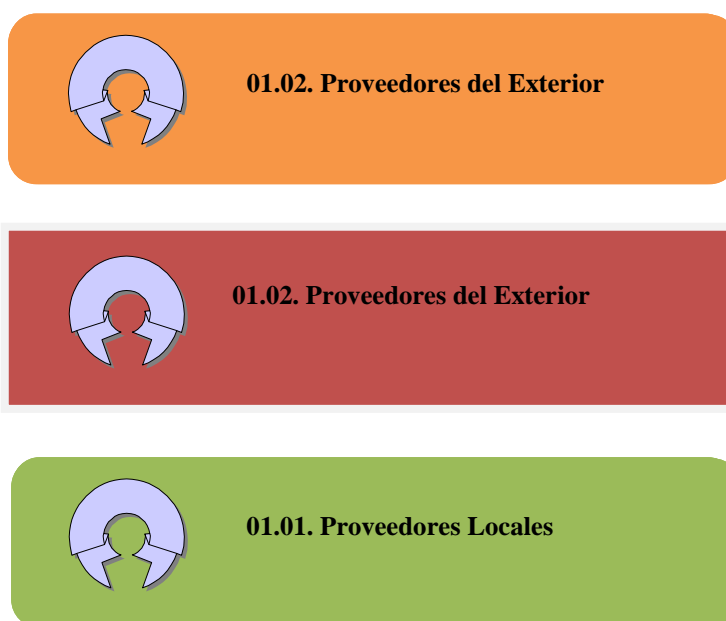 01.02. Proveedores del Exterior
01.02. Proveedores del Exterior
01.01. Proveedores Locales